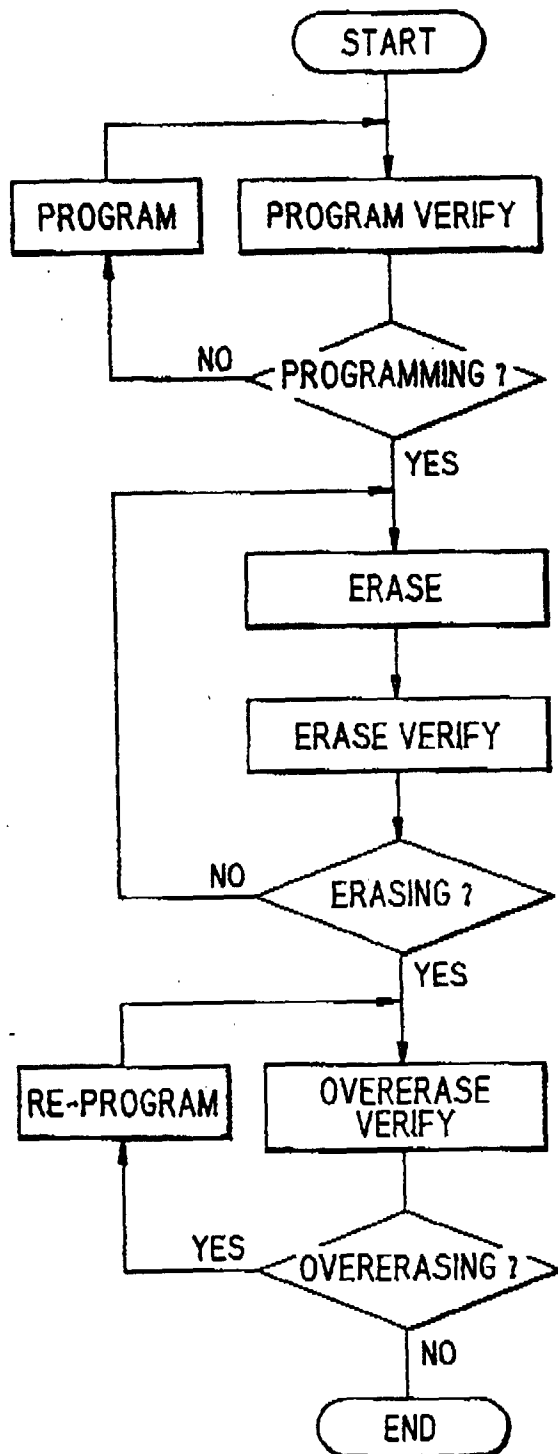 START
PROGRAM
PROGRAM VERIFY
NO
PROGRAMMING ?
YES
ERASE
ERASE VERIFY
NO
ERASING ?
YES
RE-PROGRAM
OVERERASE
VERIFY
YES
OVERERASING ?
NO
END